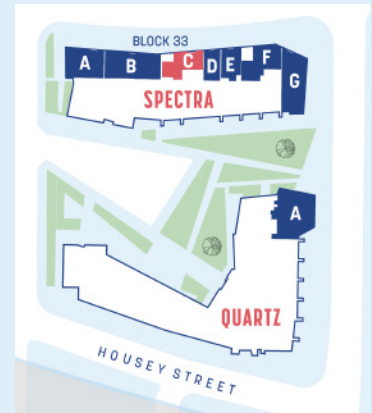 BLOCK 33
A B C D E F G
SPECTRA
A
QUARTZ
HOUSEY STREET